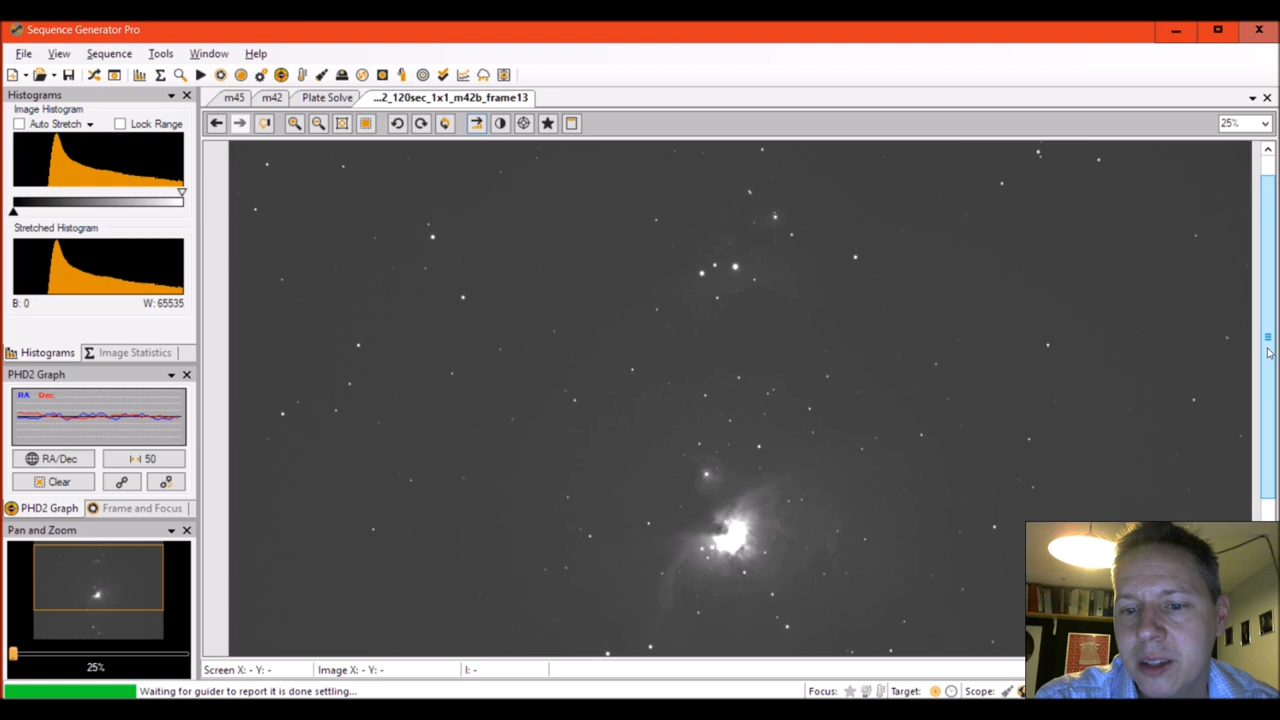 Sequence Generator Pro
File View Sequence Tools Window Help
Histograms
m45 m42 Plate Solve ...2_120sec_1x1_m42b_frame13
Image Histogram
Auto Stretch Lock Range
25%
Stretched Histogram
B: 0 W: 65535
Histograms Image Statistics
PHD2 Graph
RA Dec
RA/Dec 50
Clear
PHD2 Graph Frame and Focus
Pan and Zoom
25%
Screen X: - Y: - Image X: - Y: - I: -
Waiting for guider to report it is done settling... Focus: Target: Scope: